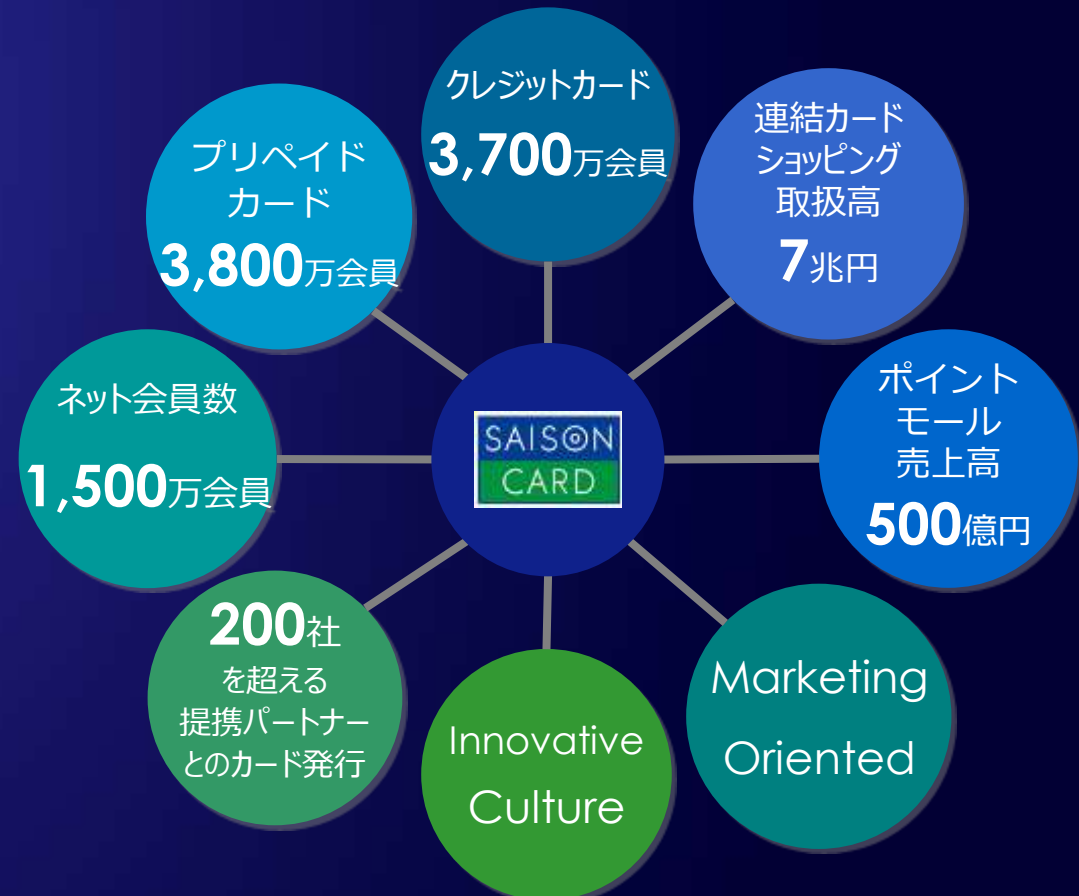 クレジットカード
3,700万会員
連結カード
ショッピング
取扱高
7兆円
ポイント
モール
売上高
500億円
Marketing
Oriented
Innovative
Culture
200社
を超える
提携パートナー
とのカード発行
ネット会員数
1,500万会員
プリペイド
カード
3,800万会員
SAISON
CARD